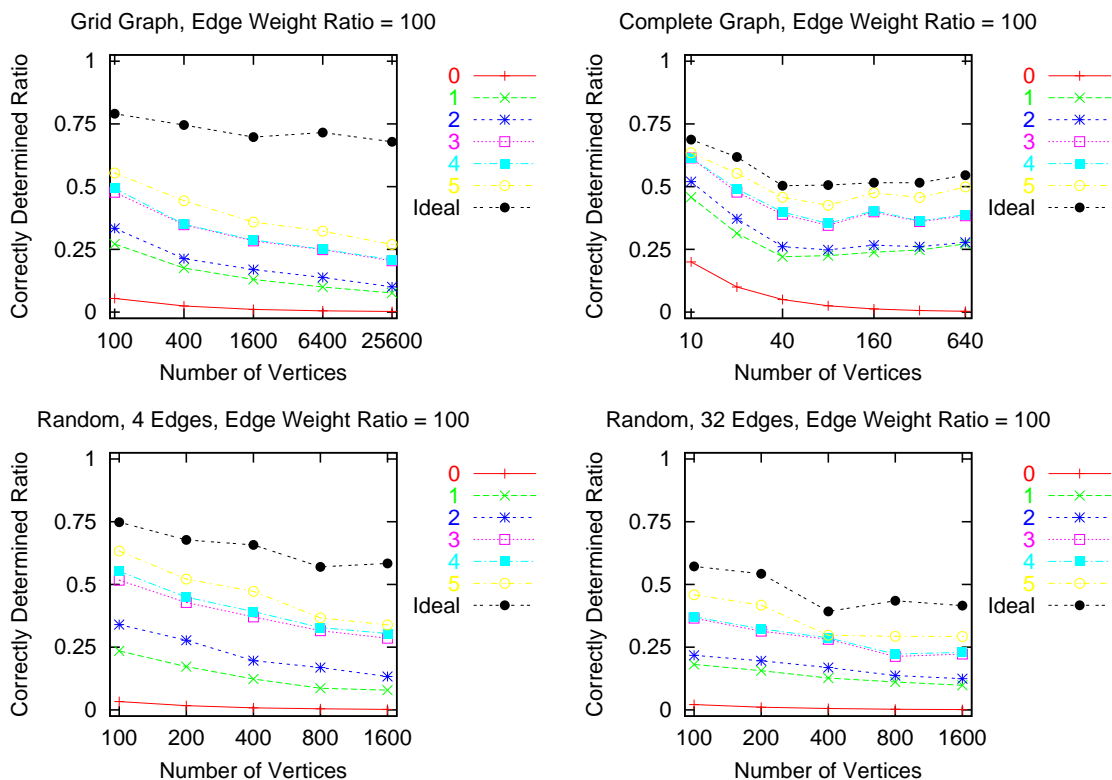 Grid Graph, Edge Weight Ratio = 100
Correctly Determined Ratio
1
0.75
0.5
0.25
0
100 400 1600 6400 25600
Number of Vertices
0
1
2
3
4
5
Ideal
Complete Graph, Edge Weight Ratio = 100
Correctly Determined Ratio
1
0.75
0.5
0.25
0
10 40 160 640
Number of Vertices
0
1
2
3
4
5
Ideal
Random, 4 Edges, Edge Weight Ratio = 100
Correctly Determined Ratio
1
0.75
0.5
0.25
0
100 200 400 800 1600
Number of Vertices
0
1
2
3
4
5
Ideal
Random, 32 Edges, Edge Weight Ratio = 100
Correctly Determined Ratio
1
0.75
0.5
0.25
0
100 200 400 800 1600
Number of Vertices
0
1
2
3
4
5
Ideal